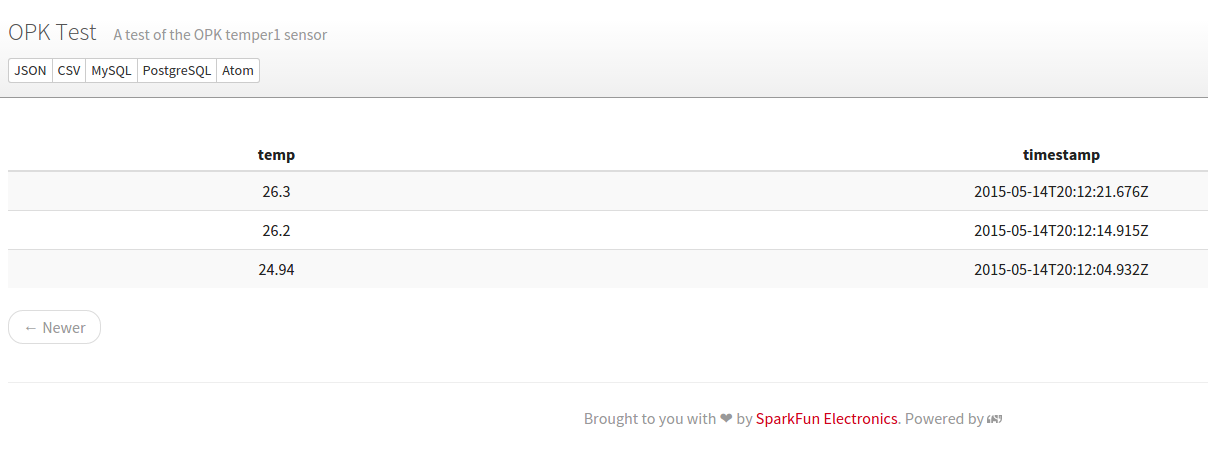 OPK Test A test of the OPK temper1 sensor
JSON CSV MySQL PostgreSQL Atom
temp timestamp
26.3 2015-05-14T20:12:21.676Z
26.2 2015-05-14T20:12:14.915Z
24.94 2015-05-14T20:12:04.932Z
← Newer
Brought to you with ❤ by SparkFun Electronics. Powered by